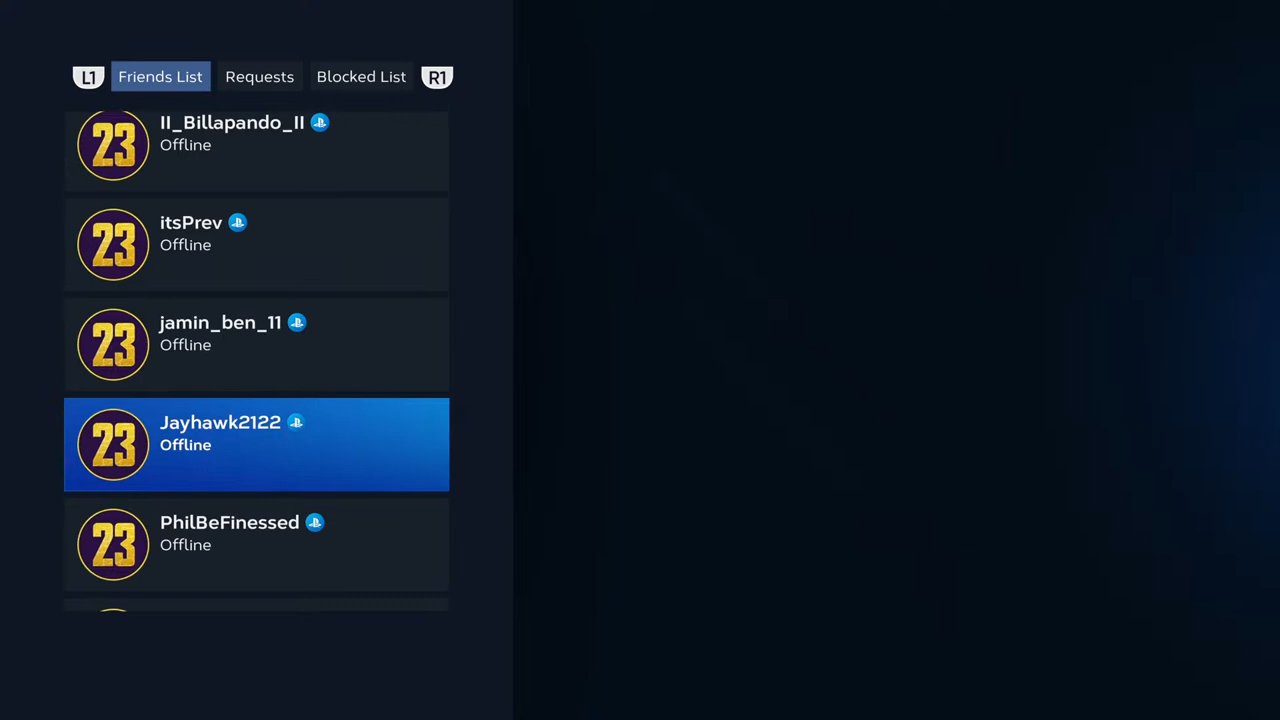 L1 Friends List Requests Blocked List R1
II_Billapando_II
Offline
23
itsPrev
Offline
23
jamin_ben_11
Offline
23
Jayhawk2122
Offline
23
PhilBeFinessed
Offline
23